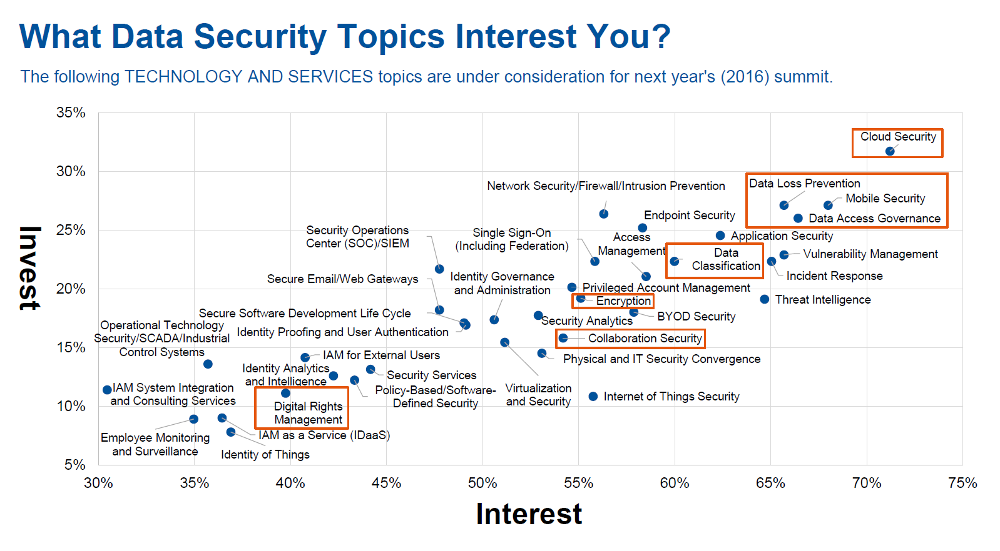 What Data Security Topics Interest You?
The following TECHNOLOGY AND SERVICES topics are under consideration for next year's (2016) summit.
35%
30%
25%
20%
15%
10%
5%
Invest
Cloud Security
Data Loss Prevention
Mobile Security
Data Access Governance
Network Security/Firewall/Intrusion Prevention
Endpoint Security
Security Operations
Center (SOC)/SIEM
Single Sign-On
(Including Federation)
Access
Management
Application Security
Data
Classification
Vulnerability Management
Incident Response
Secure Email/Web Gateways
Identity Governance
and Administration
Privileged Account Management
Encryption
Threat Intelligence
Secure Software Development Life Cycle
Security Analytics
BYOD Security
Operational Technology
Security/SCADA/Industrial
Control Systems
Identity Proofing and User Authentication
Collaboration Security
IAM for External Users
Physical and IT Security Convergence
Identity Analytics
and Intelligence
Security Services
IAM System Integration
and Consulting Services
Policy-Based/Software-
Defined Security
Virtualization
and Security
Internet of Things Security
Digital Rights
Management
Employee Monitoring
and Surveillance
IAM as a Service (IDaaS)
Identity of Things
30%
35%
40%
45%
50%
55%
60%
65%
70%
75%
Interest